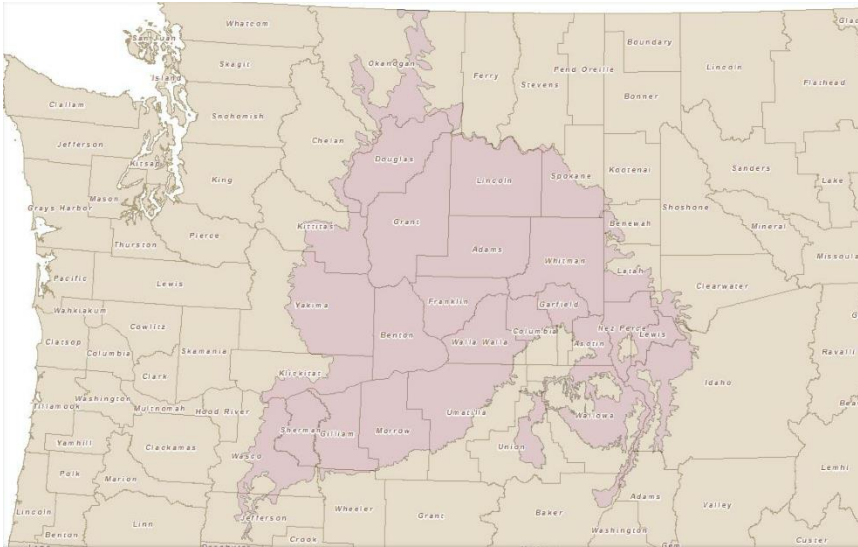 Whatcom
San Juan
Okanogan
Ferry
Stevens
Pend Oreille
Boundary
Lincoln
Flathead
Island
Skagit
Bonner
Clallam
Snohomish
Jefferson
Chelan
Kitsap
King
Douglas
Lincoln
Spokane
Kootenai
Sanders
Lake
Mason
Grays Harbor
Pierce
Kittitas
Grant
Benewah
Shoshone
Mineral
Thurston
Adams
Whitman
Latah
Missoula
Pacific
Lewis
Yakima
Franklin
Garfield
Clearwater
Wahkiakum
Cowlitz
Benton
Walla Walla
Columbia
Nez Perce
Lewis
Asotin
Clatsop
Columbia
Skamania
Clark
Klickitat
Idaho
Ravalli
Washington
Tillamook
Multnomah
Hood River
Umatilla
Wallowa
Yamhill
Clackamas
Sherman
Gilliam
Morrow
Wasco
Union
Polk
Marion
Lemhi
Lincoln
Linn
Jefferson
Wheeler
Grant
Baker
Adams
Valley
Washington
Benton
Crook
Custer